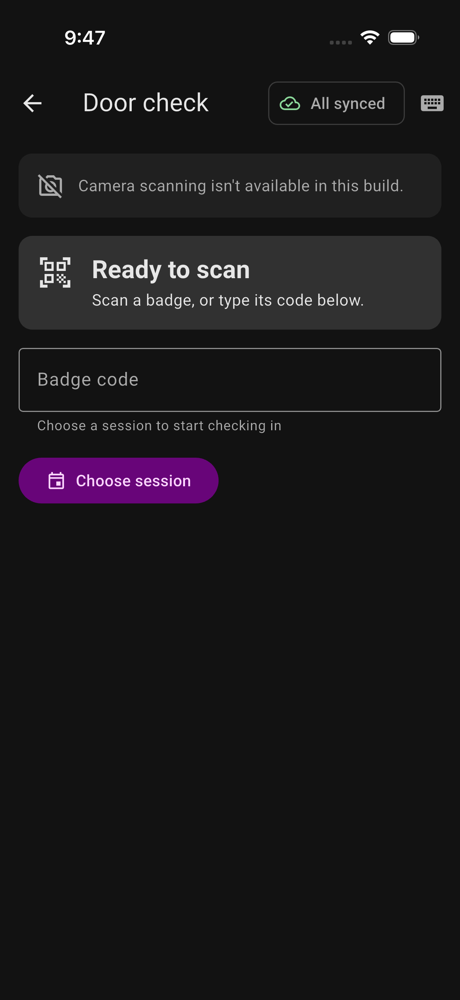 9:47
Door check
All synced
Camera scanning isn't available in this build.
Ready to scan
Scan a badge, or type its code below.
Badge code
Choose a session to start checking in
Choose session